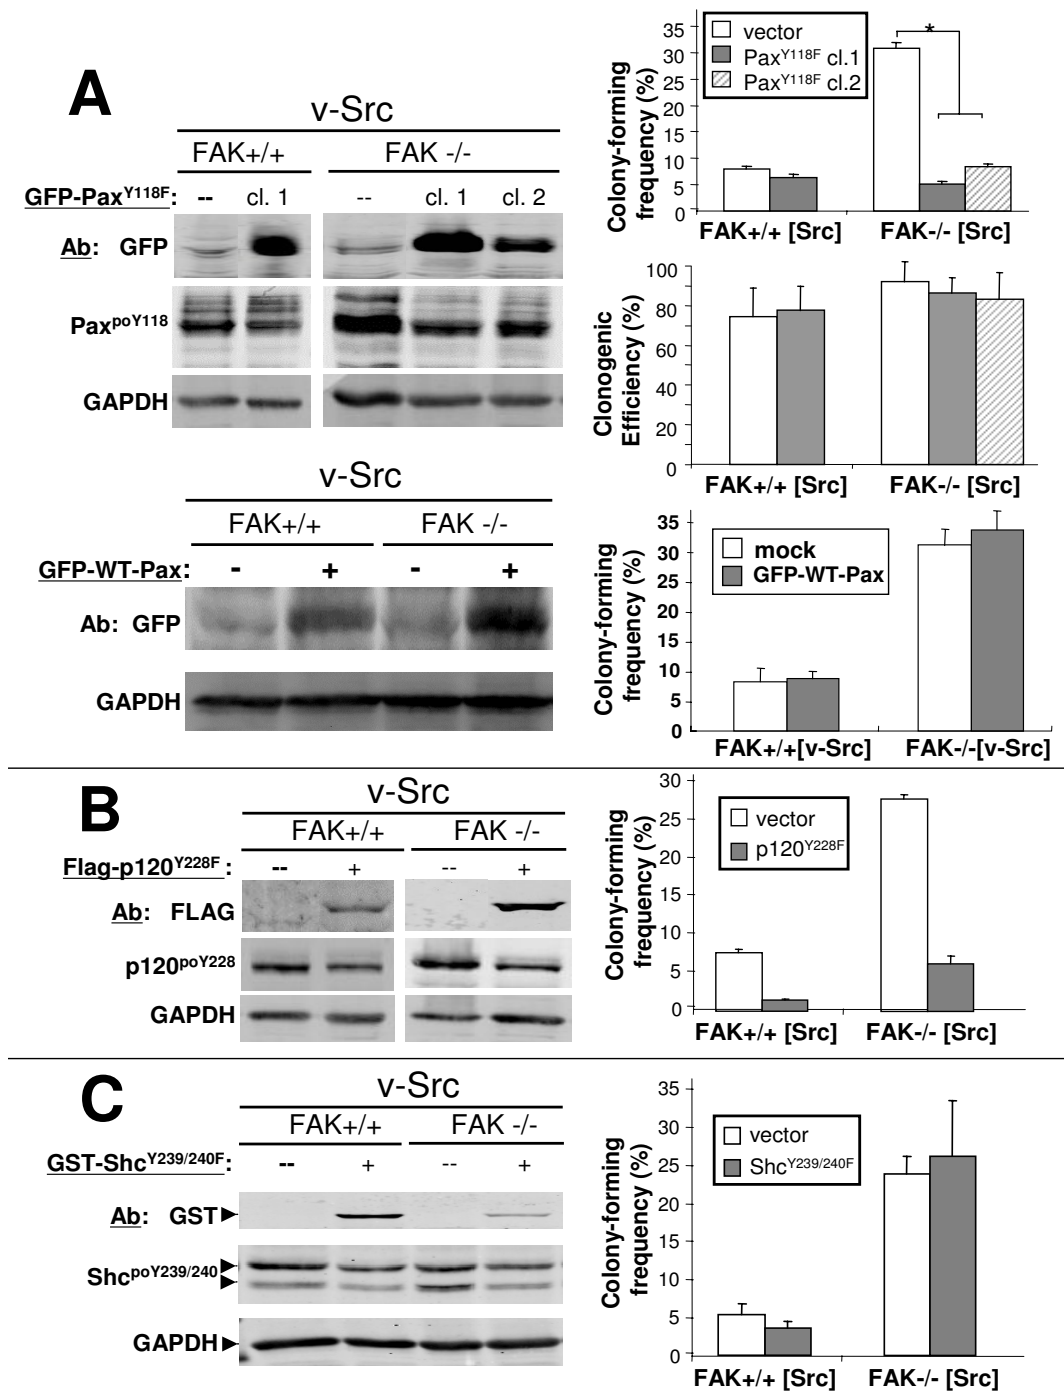 A
v-Src
FAK+/+ FAK -/-
GFP-PaxY118F: -- cl. 1 -- cl. 1 cl. 2
Ab: GFP
PaxpoY118
GAPDH
Colony-forming frequency (%)
35
30
25
20
15
10
5
0
vector
PaxY118F cl.1
PaxY118F cl.2
*
FAK+/+ [Src] FAK-/- [Src]
Clonogenic Efficiency (%)
100
80
60
40
20
0
FAK+/+ [Src] FAK-/- [Src]
v-Src
FAK+/+ FAK -/-
GFP-WT-Pax: - + - +
Ab: GFP
GAPDH
Colony-forming frequency (%)
35
30
25
20
15
10
5
0
mock
GFP-WT-Pax
FAK+/+[v-Src] FAK-/-[v-Src]
B
v-Src
FAK+/+ FAK -/-
Flag-p120Y228F: -- + -- +
Ab: FLAG
p120poY228
GAPDH
Colony-forming frequency (%)
30
25
20
15
10
5
0
vector
p120Y228F
FAK+/+ [Src] FAK-/- [Src]
C
v-Src
FAK+/+ FAK -/-
GST-ShcY239/240F: -- + -- +
Ab: GST
ShcpoY239/240
GAPDH
Colony-forming frequency (%)
35
30
25
20
15
10
5
0
vector
ShcY239/240F
FAK+/+ [Src] FAK-/- [Src]